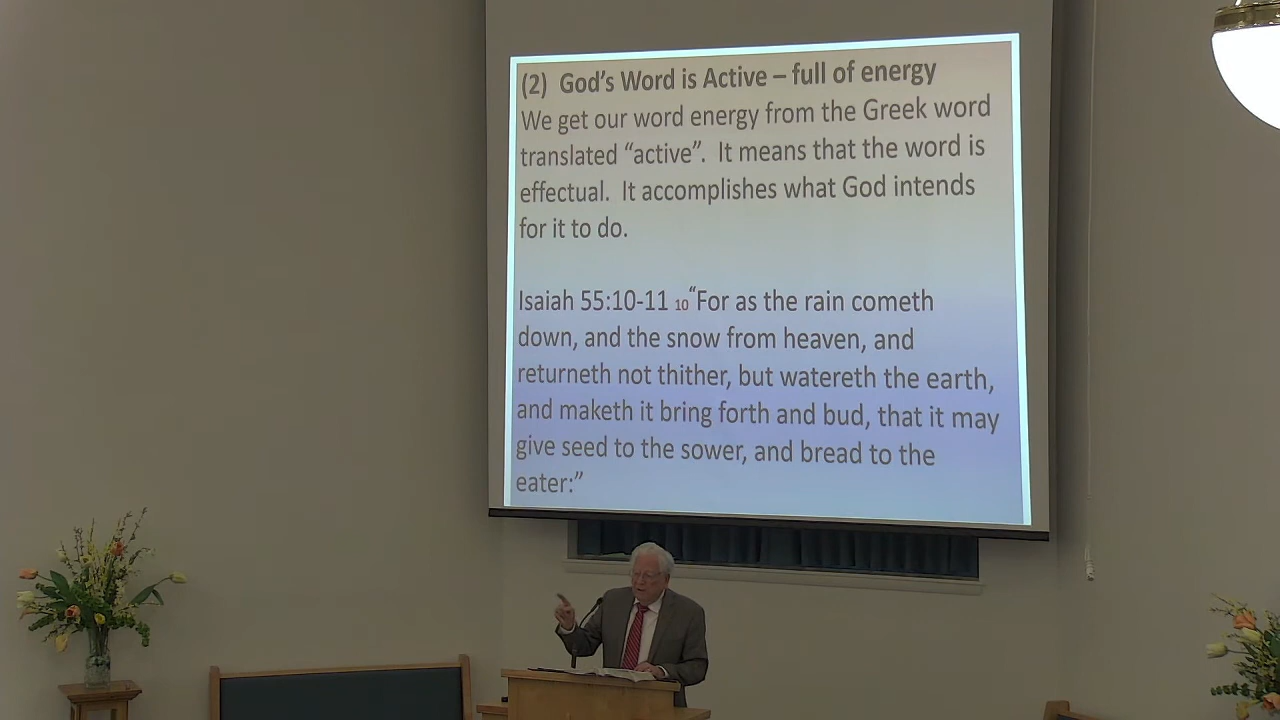 (2) God's Word is Active – full of energy
We get our word energy from the Greek word
translated “active”. It means that the word is
effectual. It accomplishes what God intends
for it to do.
Isaiah 55:10-11 10“For as the rain cometh
down, and the snow from heaven, and
returneth not thither, but watereth the earth,
and maketh it bring forth and bud, that it may
give seed to the sower, and bread to the
eater:”